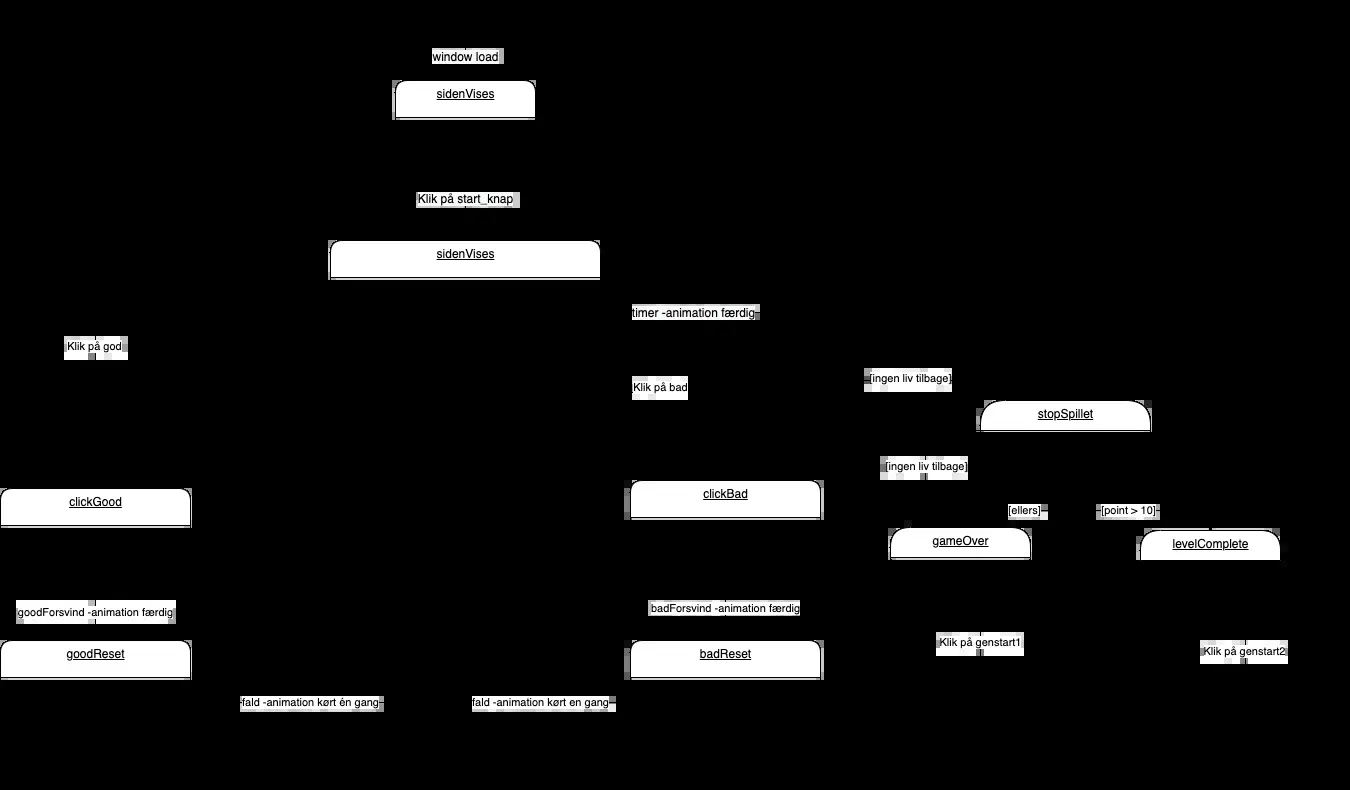 window load
sidenVises
Klik på start_knap
sidenVises
timer -animation færdig
Klik på god
[ingen liv tilbage]
Klik på bad
stopSpillet
[ingen liv tilbage]
clickBad
clickGood
[ellers]
[point > 10]
gameOver
levelComplete
badForsvind -animation færdig
goodForsvind -animation færdig
Klik på genstart1
Klik på genstart2
goodReset
badReset
fald -animation kørt én gang
fald -animation kørt en gang